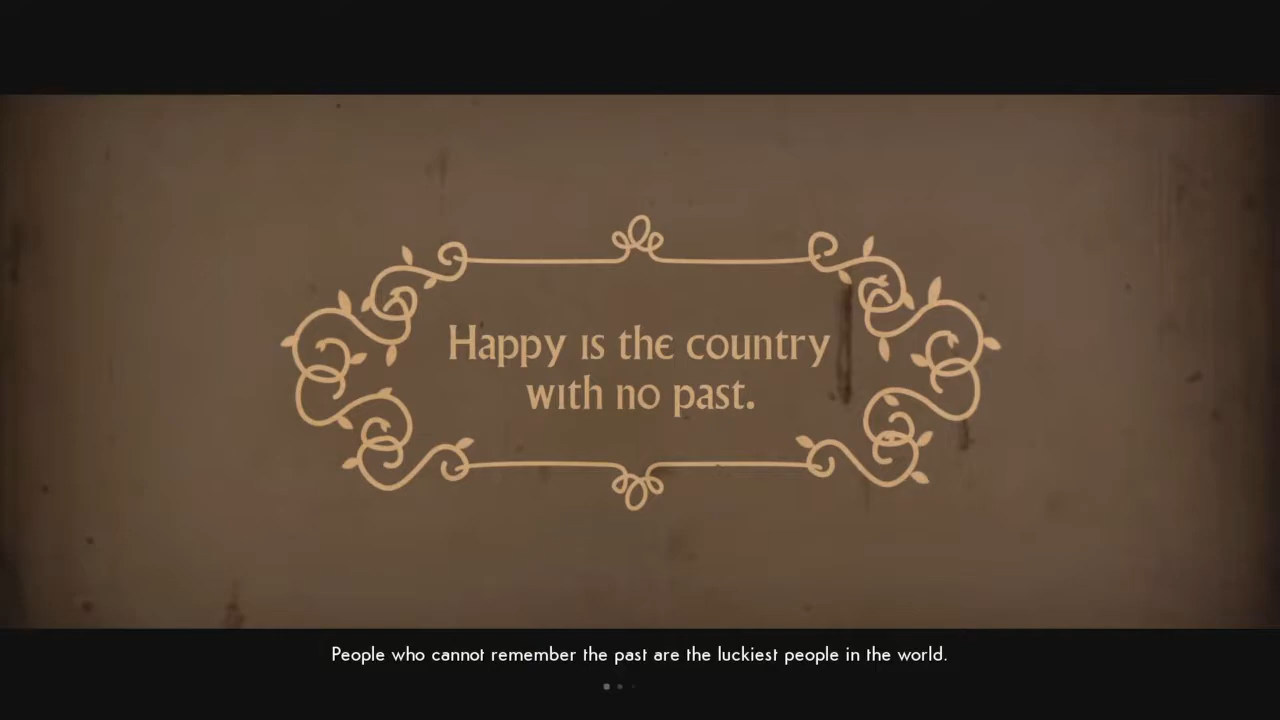 Happy is the country
with no past.
People who cannot remember the past are the luckiest people in the world.